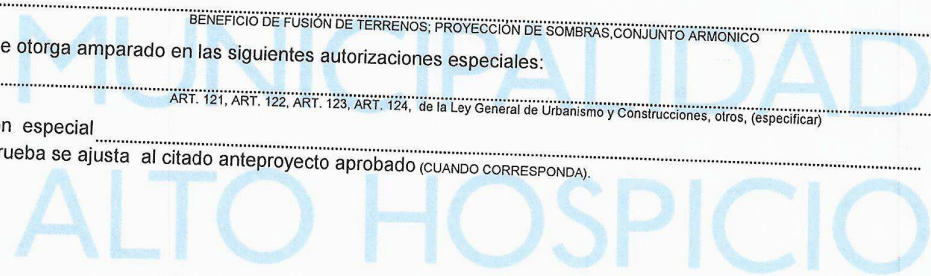 BENEFICIO DE FUSIÓN DE TERRENOS; PROYECCIÓN DE SOMBRAS,CONJUNTO ARMONICO
e otorga amparado en las siguientes autorizaciones especiales:
MUNICIPALIDAD
ART. 121, ART. 122, ART. 123, ART. 124, de la Ley General de Urbanismo y Construcciones, otros, (especificar)
ón especial
rueba se ajusta al citado anteproyecto aprobado (CUANDO CORRESPONDA).
ALTO HOSPICIO